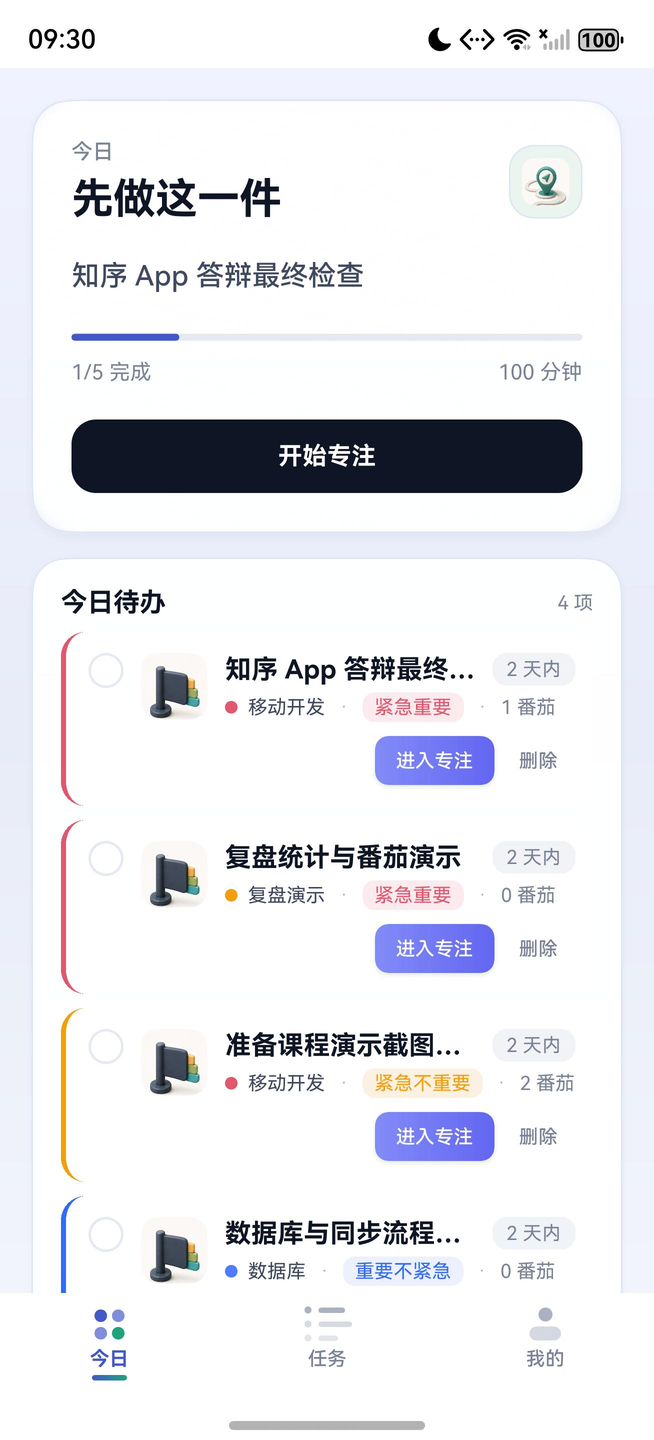 09:30
100
今日
先做这一件
知序 App 答辩最终检查
1/5 完成
100 分钟
开始专注
今日待办
4 项
知序 App 答辩最终...
2 天内
移动开发 · 紧急重要 · 1 番茄
进入专注
删除
复盘统计与番茄演示
2 天内
复盘演示 · 紧急重要 · 0 番茄
进入专注
删除
准备课程演示截图...
2 天内
移动开发 · 紧急不重要 · 2 番茄
进入专注
删除
数据库与同步流程...
2 天内
数据库 · 重要不紧急 · 0 番茄
今日
任务
我的